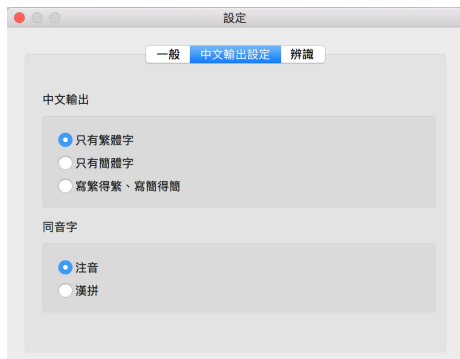 設定
一般 中文輸出設定 辨識
中文輸出
只有繁體字
只有簡體字
寫繁得繁、寫簡得簡
同音字
注音
漢拼